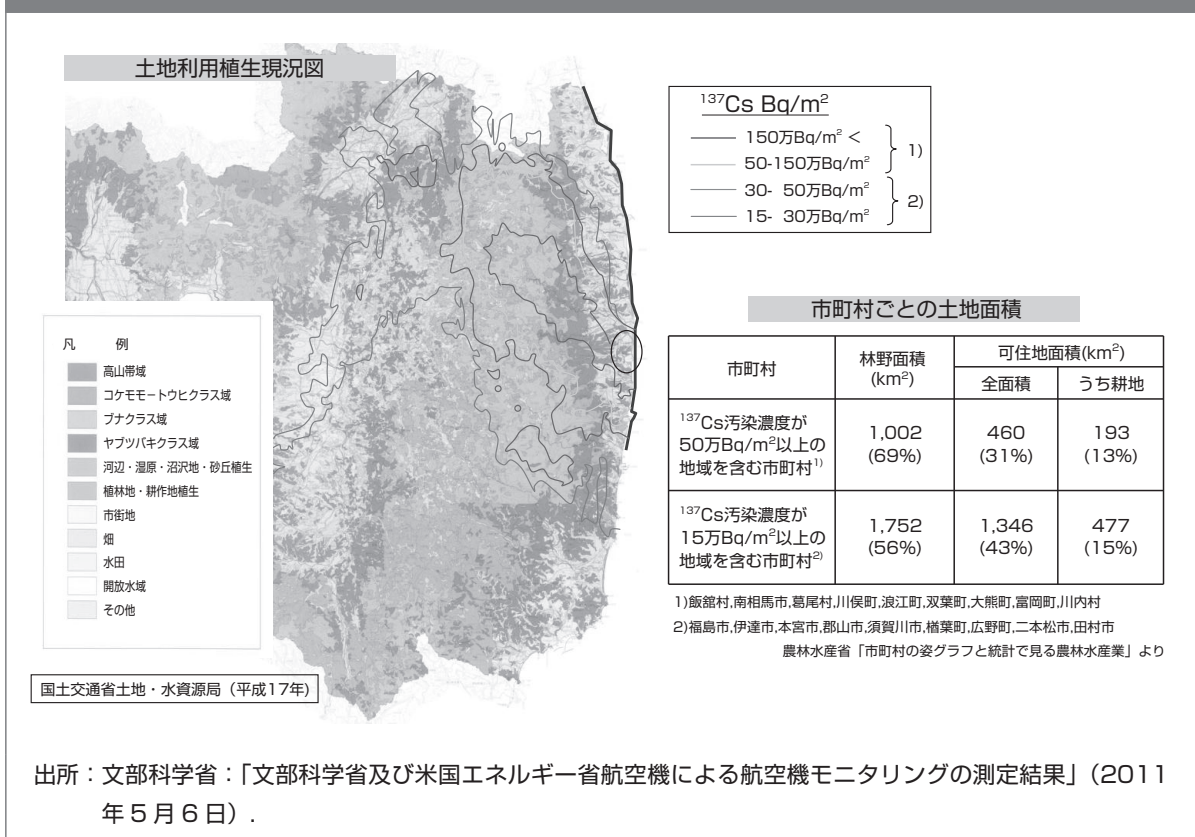 土地利用植生現況図
¹³⁷Cs Bq/m²
150万Bq/m² <
50-150万Bq/m²
1)
30- 50万Bq/m²
15- 30万Bq/m²
2)
凡 例
高山帯域
コケモモートウヒクラス域
ブナクラス域
ヤブツバキクラス域
河辺・湿原・沼沢地・砂丘植生
植林地・耕作地植生
市街地
畑
水田
開放水域
その他
国土交通省土地・水資源局（平成17年)
市町村ごとの土地面積
市町村
林野面積
(km²)
可住地面積(km²)
全面積
うち耕地
¹³⁷Cs汚染濃度が
50万Bq/m²以上の
地域を含む市町村¹⁾
1,002
(69%)
460
(31%)
193
(13%)
¹³⁷Cs汚染濃度が
15万Bq/m²以上の
地域を含む市町村²⁾
1,752
(56%)
1,346
(43%)
477
(15%)
1)飯舘村,南相馬市,葛尾村,川俣町,浪江町,双葉町,大熊町,富岡町,川内村
2)福島市,伊達市,本宮市,郡山市,須賀川市,楢葉町,広野町,二本松市,田村市
農林水産省「市町村の姿グラフと統計で見る農林水産業」より
出所：文部科学省：「文部科学省及び米国エネルギー省航空機による航空機モニタリングの測定結果」（2011
年5月6日）.